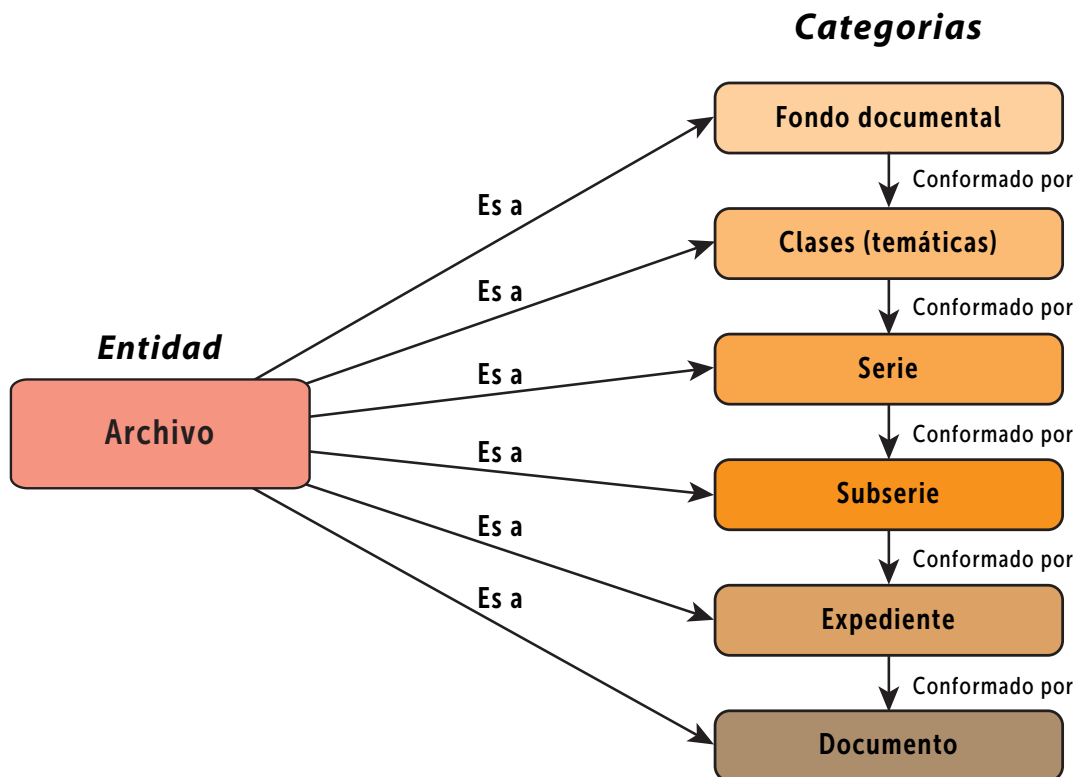 Categorias
Fondo documental
Conformado por
Es a
Clases (temáticas)
Es a
Conformado por
Entidad
Serie
Es a
Archivo
Conformado por
Es a
Subserie
Es a
Conformado por
Es a
Expediente
Conformado por
Documento